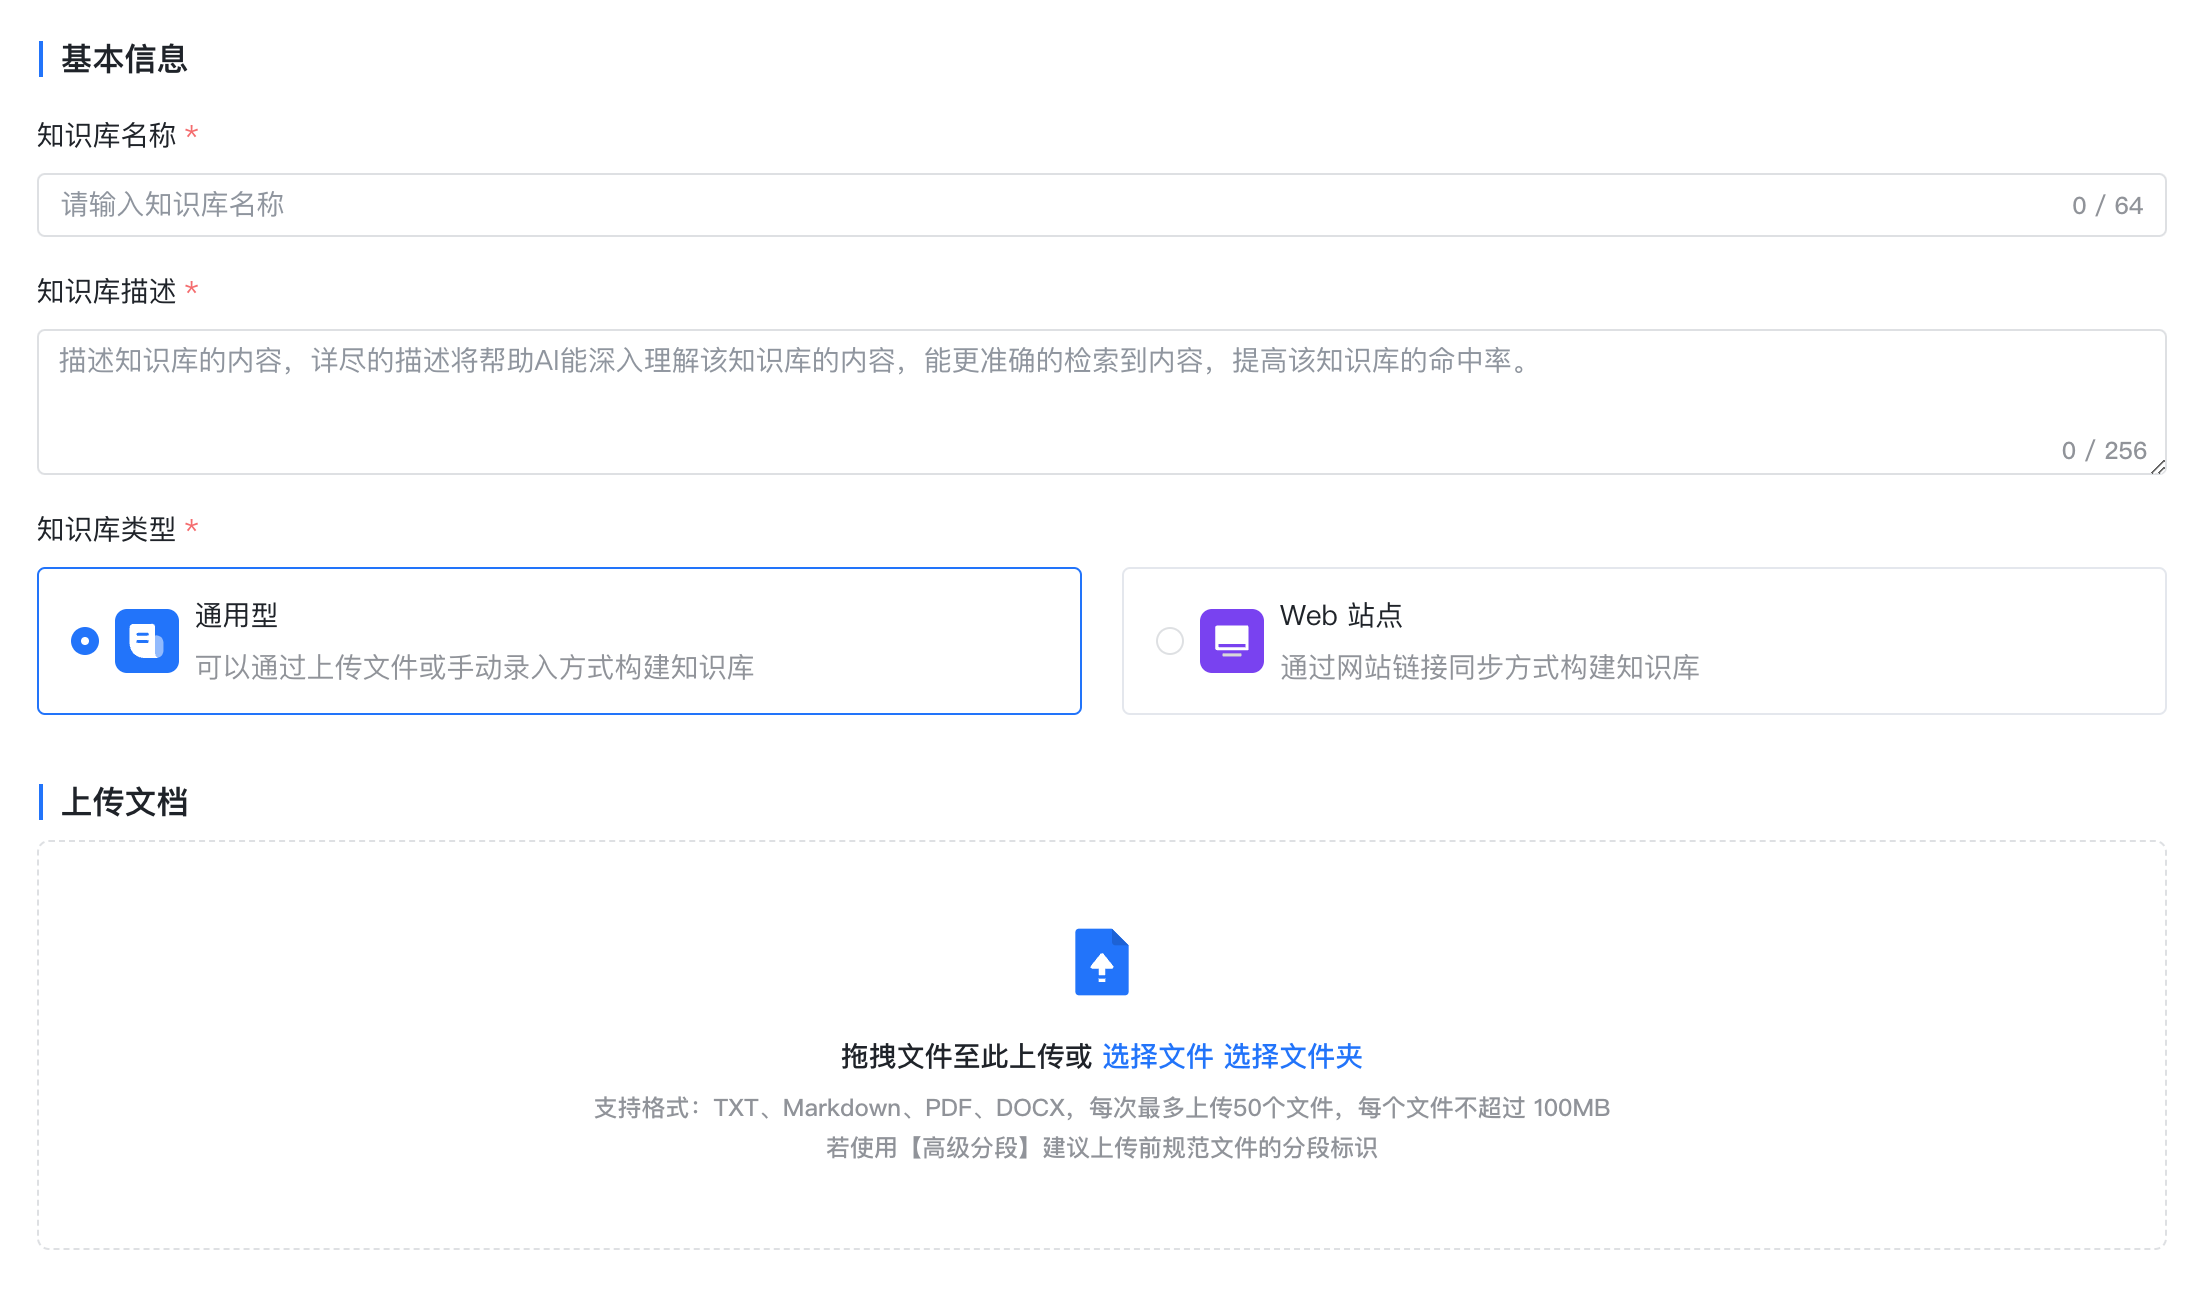 基本信息
知识库名称 *
请输入知识库名称 0 / 64
知识库描述 *
描述知识库的内容，详尽的描述将帮助AI能深入理解该知识库的内容，能更准确的检索到内容，提高该知识库的命中率。
0 / 256
知识库类型 *
通用型
可以通过上传文件或手动录入方式构建知识库
Web 站点
通过网站链接同步方式构建知识库
上传文档
拖拽文件至此上传或 选择文件 选择文件夹
支持格式：TXT、Markdown、PDF、DOCX，每次最多上传50个文件，每个文件不超过 100MB
若使用【高级分段】建议上传前规范文件的分段标识